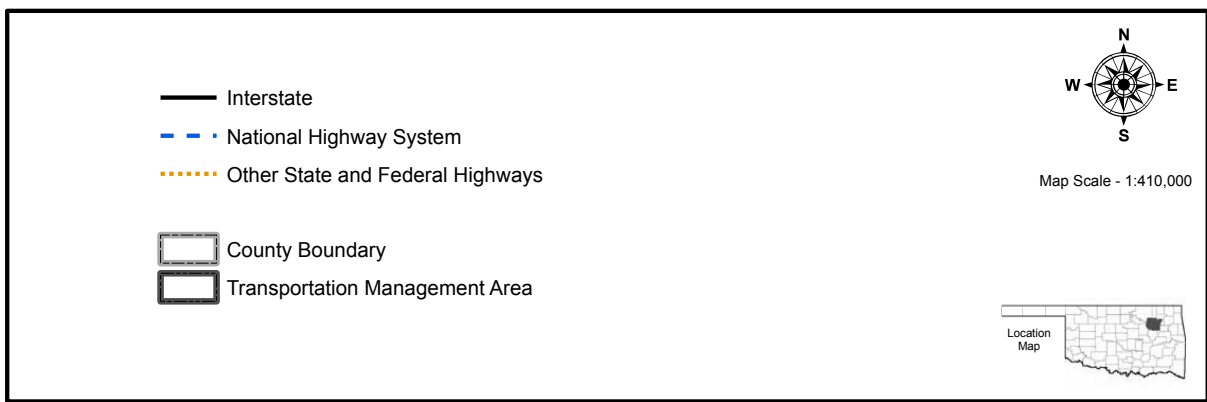 Interstate
National Highway System
Other State and Federal Highways
County Boundary
Transportation Management Area
N
W
E
S
Map Scale - 1:410,000
Location
Map